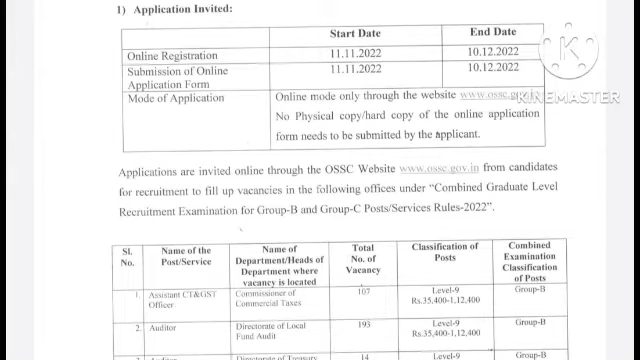 1) Application Invited:
Start Date End Date
Online Registration 11.11.2022 10.12.2022
Submission of Online Application Form 11.11.2022 10.12.2022
Mode of Application Online mode only through the website www.ossc.
No Physical copy/hard copy of the online application
form needs to be submitted by the applicant.
KINEMASTER
Applications are invited online through the OSSC Website www.ossc.gov.in from candidates
for recruitment to fill up vacancies in the following offices under "Combined Graduate Level
Recruitment Examination for Group-B and Group-C Posts/Services Rules-2022".
Sl. No. Name of the Post/Service Name of Department/Heads of Department where vacancy is located Total No. of Vacancy Classification of Posts Combined Examination Classification of Posts
1. Assistant CT&GST Officer Commissioner of Commercial Taxes 107 Level-9 Rs.35,400-1,12,400 Group-B
2. Auditor Directorate of Local Fund Audit 193 Level-9 Rs.35,400-1,12,400 Group-B
Directorate of Treasury 14 Level-9 Group-B